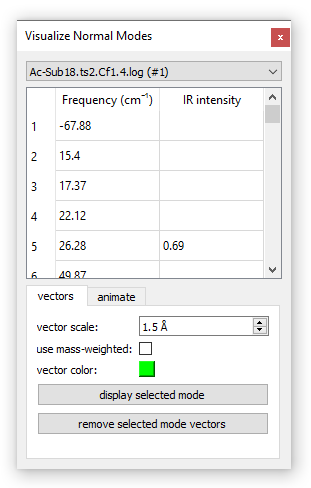 Visualize Normal Modes
x
Ac-Sub18.ts2.Cf1.4.log (#1)
Frequency (cm⁻¹) IR intensity
1 -67.88
2 15.4
3 17.37
4 22.12
5 26.28 0.69
6 49.87
vectors animate
vector scale: 1.5 Å
use mass-weighted:
vector color:
display selected mode
remove selected mode vectors